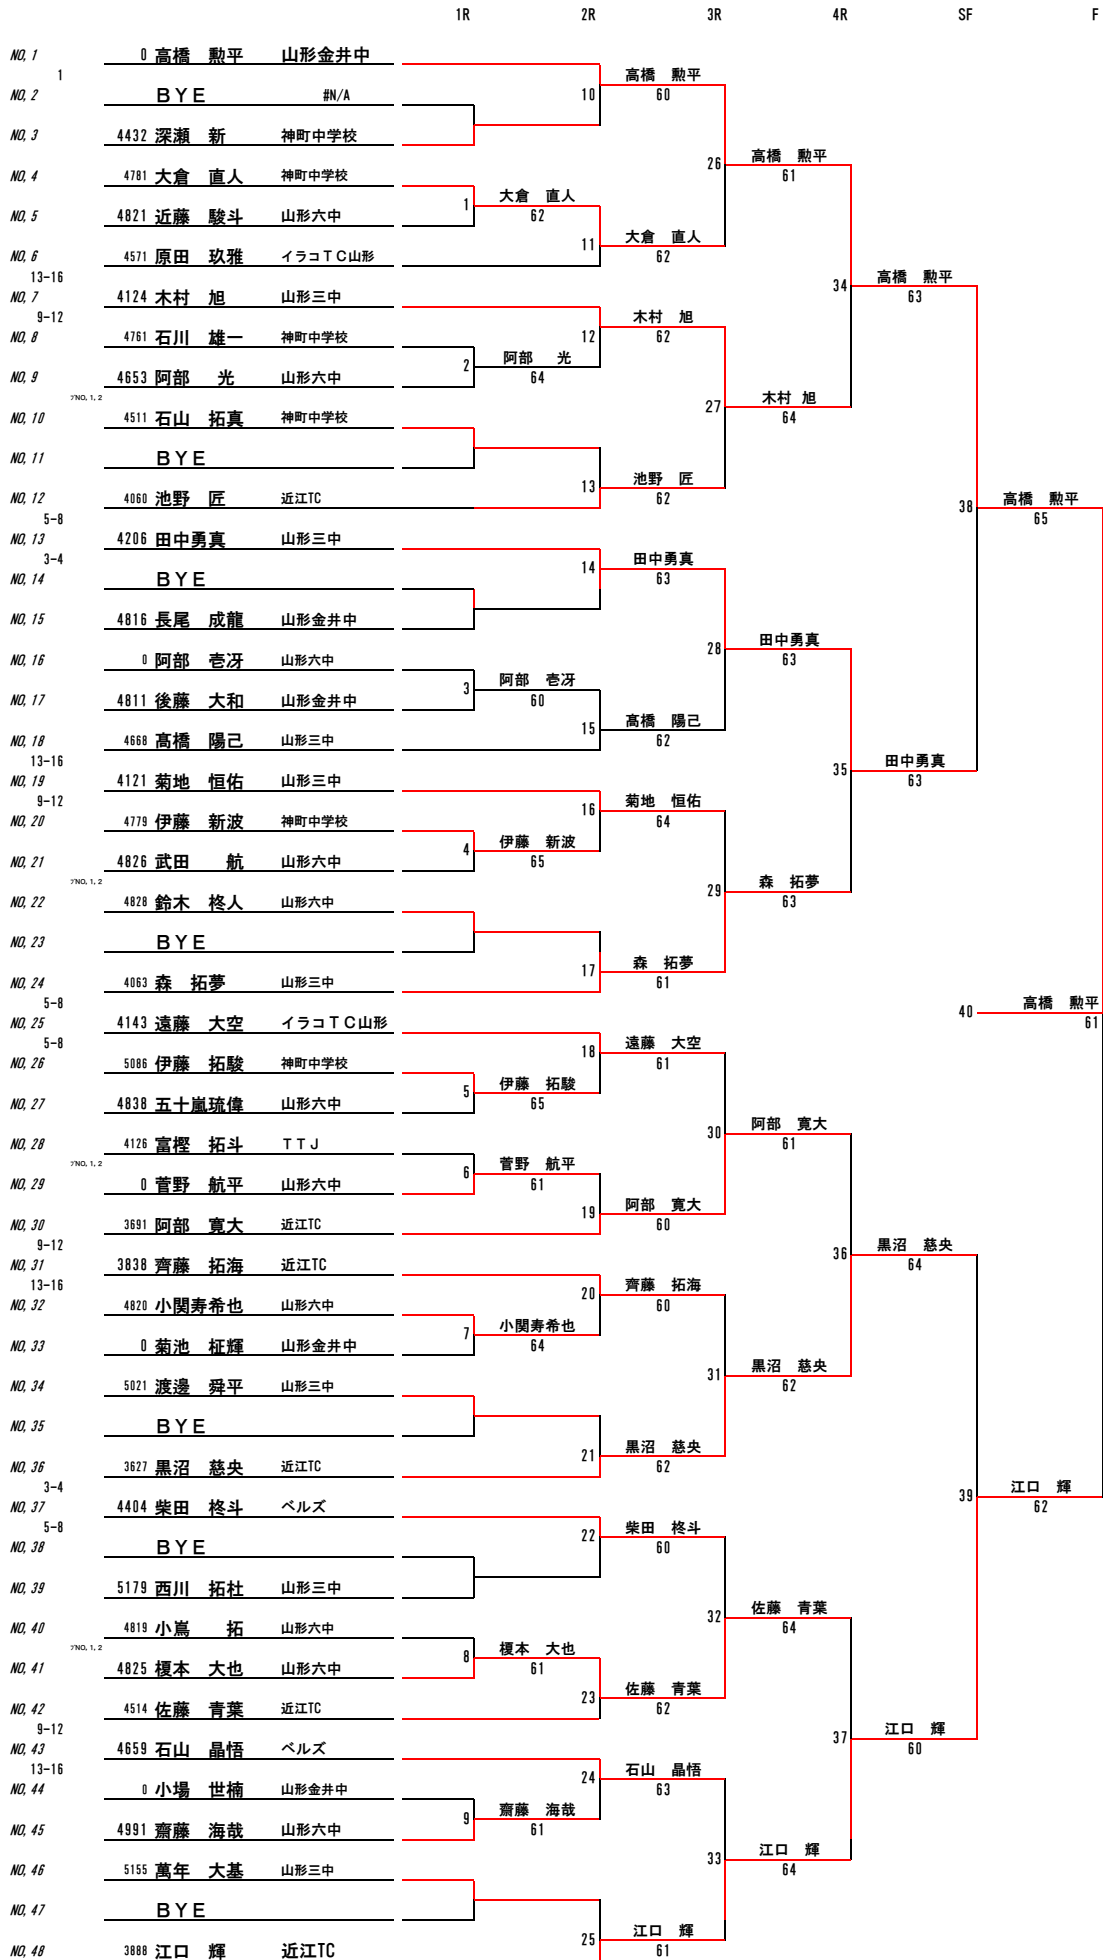 1R 2R 3R 4R SF F
NO, 1 0 高橋 勲平 山形金井中
1 高橋 勲平
NO, 2 BYE #N/A 10 60
NO, 3 4432 深瀬 新 神町中学校
26 高橋 勲平
NO, 4 4781 大倉 直人 神町中学校 61
1 大倉 直人
NO, 5 4821 近藤 駿斗 山形六中 62
11 大倉 直人
NO, 6 4571 原田 玖雅 イラコTC山形 62
13-16 34 高橋 勲平
NO, 7 4124 木村 旭 山形三中 63
9-12 木村 旭
NO, 8 4761 石川 雄一 神町中学校 12 62
2 阿部 光
NO, 9 4653 阿部 光 山形六中 64
ﾌﾟNO, 1, 2 27 木村 旭
NO, 10 4511 石山 拓真 神町中学校 64
NO, 11 BYE
13 池野 匠
NO, 12 4060 池野 匠 近江TC 62
5-8 38 高橋 勲平
65
NO, 13 4206 田中勇真 山形三中
3-4 14 田中勇真
NO, 14 BYE 63
NO, 15 4816 長尾 成龍 山形金井中
28 田中勇真
NO, 16 0 阿部 壱冴 山形六中 63
3 阿部 壱冴
NO, 17 4811 後藤 大和 山形金井中 60
15 髙橋 陽己
NO, 18 4668 髙橋 陽己 山形三中 62
13-16 35 田中勇真
NO, 19 4121 菊地 恒佑 山形三中 63
9-12 16 菊地 恒佑
NO, 20 4779 伊藤 新波 神町中学校 64
4 伊藤 新波
NO, 21 4826 武田 航 山形六中 65
ﾌﾟNO, 1, 2 29 森 拓夢
NO, 22 4828 鈴木 柊人 山形六中 63
NO, 23 BYE
17 森 拓夢
NO, 24 4063 森 拓夢 山形三中 61
5-8 40 高橋 勲平
NO, 25 4143 遠藤 大空 イラコTC山形 61
5-8 18 遠藤 大空
NO, 26 5086 伊藤 拓駿 神町中学校 61
5 伊藤 拓駿
NO, 27 4838 五十嵐琉偉 山形六中 65
30 阿部 寛大
NO, 28 4126 富樫 拓斗 TTJ 61
ﾌﾟNO, 1, 2 6 菅野 航平
NO, 29 0 菅野 航平 山形六中 61
19 阿部 寛大
NO, 30 3691 阿部 寛大 近江TC 60
9-12 36 黒沼 慈央
NO, 31 3838 齊藤 拓海 近江TC 64
13-16 20 齊藤 拓海
NO, 32 4820 小関寿希也 山形六中 60
7 小関寿希也
NO, 33 0 菊池 柾輝 山形金井中 64
31 黒沼 慈央
NO, 34 5021 渡邊 舜平 山形三中 62
NO, 35 BYE
21 黒沼 慈央
NO, 36 3627 黒沼 慈央 近江TC 62
3-4 39 江口 輝
NO, 37 4404 柴田 柊斗 ベルズ 62
5-8 22 柴田 柊斗
NO, 38 BYE 60
NO, 39 5179 西川 拓杜 山形三中
32 佐藤 青葉
NO, 40 4819 小嶌 拓 山形六中 64
ﾌﾟNO, 1, 2 8 榎本 大也
NO, 41 4825 榎本 大也 山形六中 61
23 佐藤 青葉
NO, 42 4514 佐藤 青葉 近江TC 62
9-12 37 江口 輝
NO, 43 4659 石山 晶悟 ベルズ 60
13-16 24 石山 晶悟
NO, 44 0 小場 世楠 山形金井中 63
9 齋藤 海哉
NO, 45 4991 齋藤 海哉 山形六中 61
33 江口 輝
NO, 46 5155 萬年 大基 山形三中 64
NO, 47 BYE
25 江口 輝
NO, 48 3888 江口 輝 近江TC 61